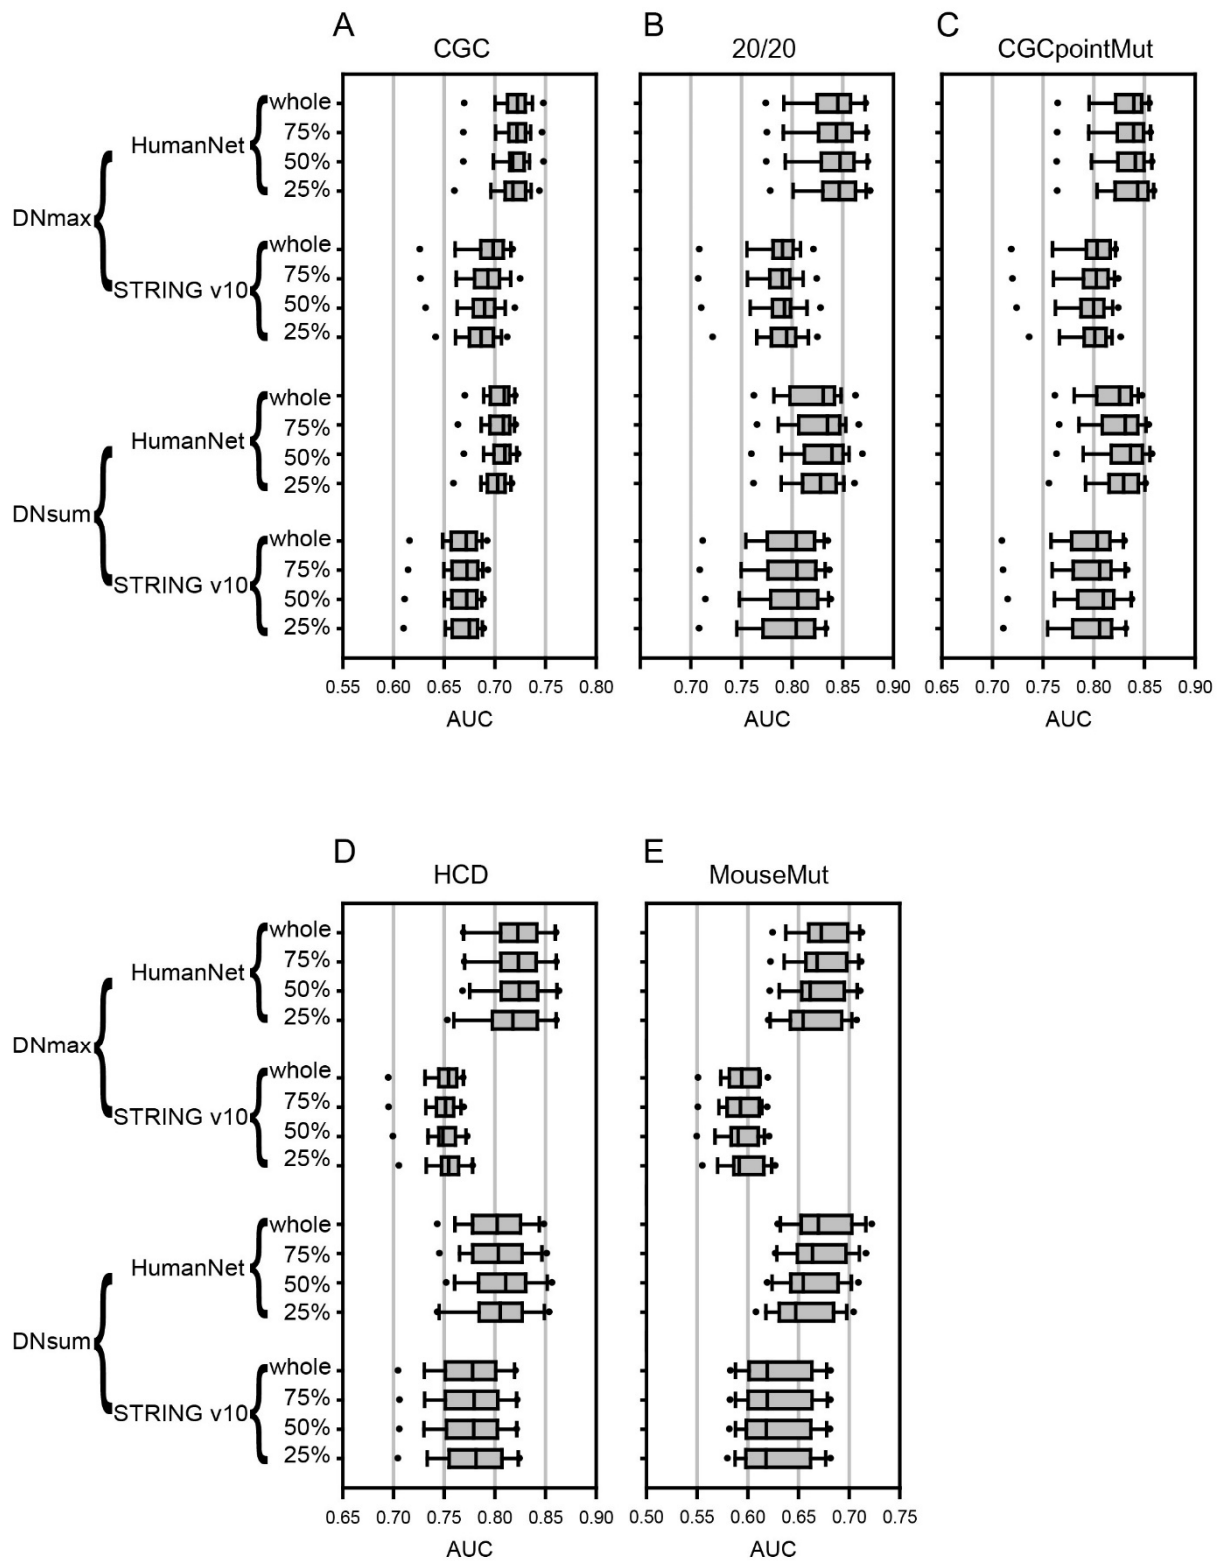 A B C
CGC 20/20 CGCpointMut
whole
HumanNet 75%
50%
25%
DNmax
whole
75%
STRING v10 50%
25%
whole
HumanNet 75%
50%
25%
DNsum
whole
75%
STRING v10 50%
25%
0.55 0.60 0.65 0.70 0.75 0.80 0.70 0.75 0.80 0.85 0.90 0.65 0.70 0.75 0.80 0.85 0.90
AUC AUC AUC
D E
HCD MouseMut
whole
HumanNet 75%
50%
25%
DNmax
whole
75%
STRING v10 50%
25%
whole
HumanNet 75%
50%
25%
DNsum
whole
75%
STRING v10 50%
25%
0.65 0.70 0.75 0.80 0.85 0.90 0.50 0.55 0.60 0.65 0.70 0.75
AUC AUC